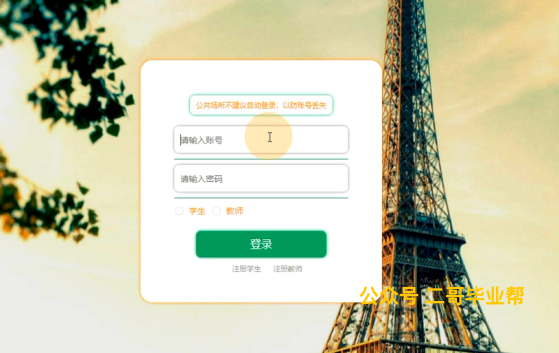 公共场所不建议自动登录，以防账号丢失
请输入账号
请输入密码
学生 教师
登录
注册学生 注册教师
公众号 二哥毕业帮